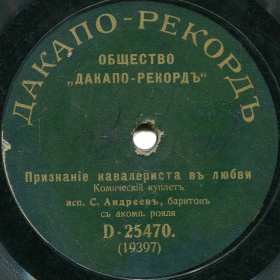 ДАКАПО-РЕКОРДЪ
ОБЩЕСТВО
„ДАКАПО-РЕКОРДЪ“
Признаніе кавалериста въ любви
Комическій куплетъ
исп. С. Андреевъ, баритонъ
съ акомп. рояля
D-25470.
(19397)